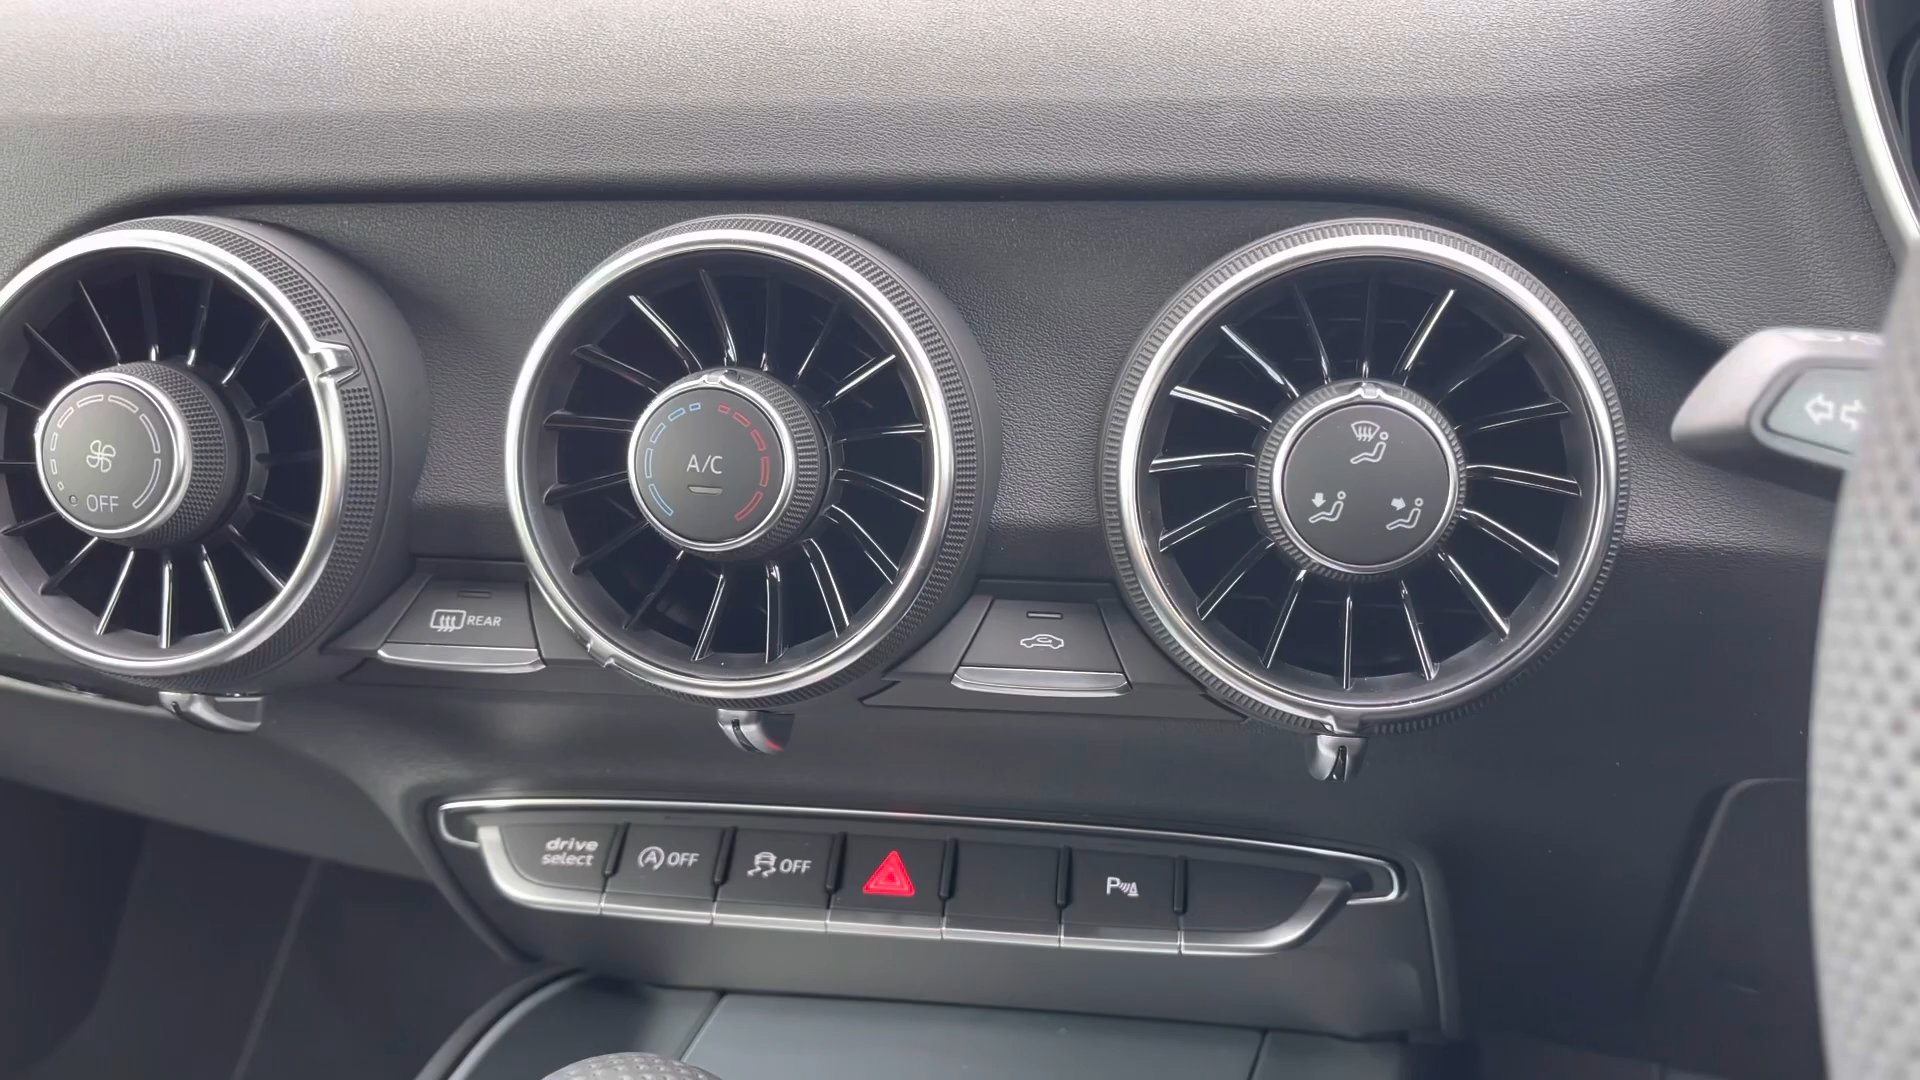 A/C
OFF
REAR
drive
select
A OFF
OFF
P